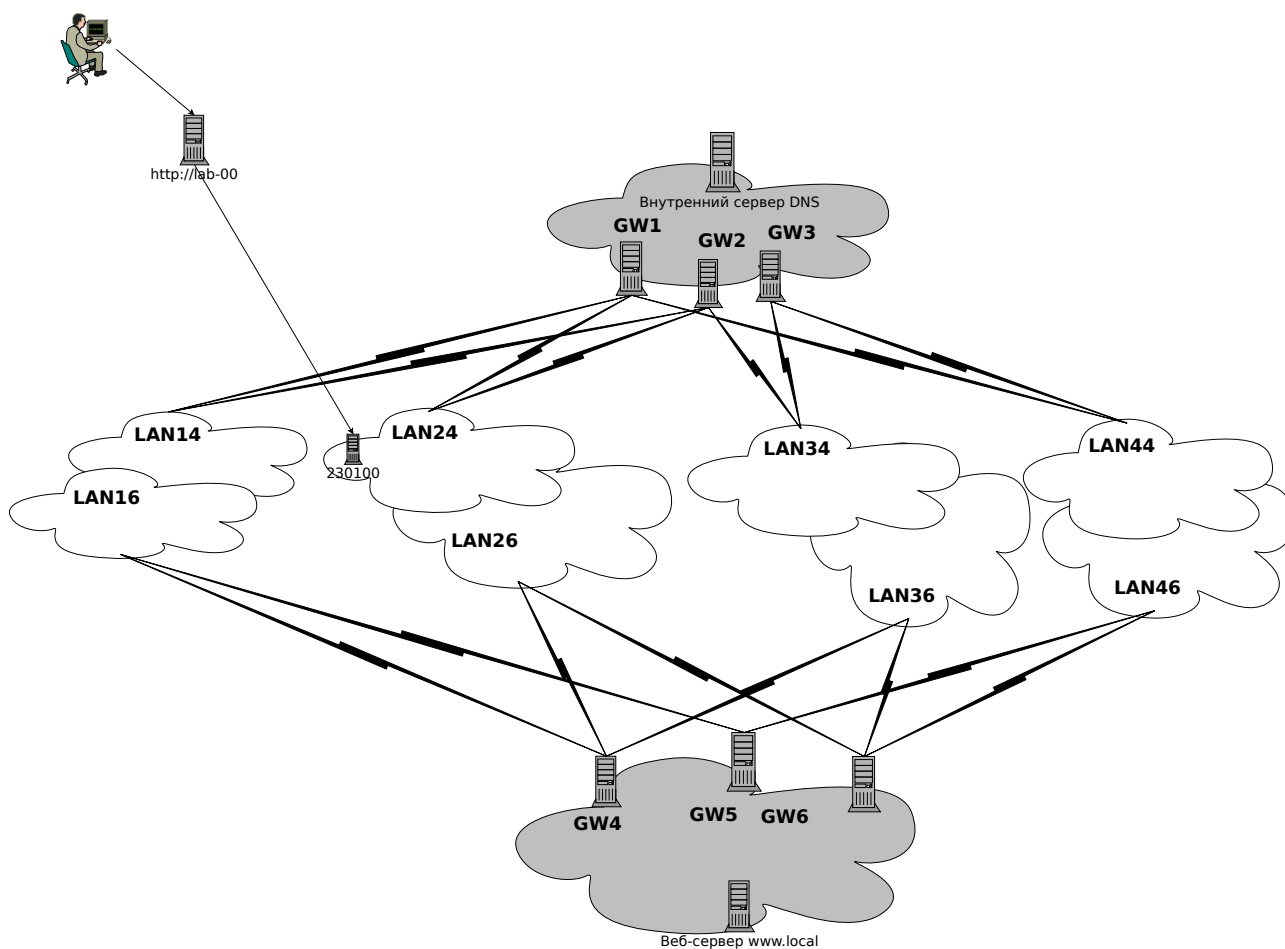 http://lab-00
Внутренний сервер DNS
GW1
GW2
GW3
LAN14
LAN24
LAN34
LAN44
230100
LAN16
LAN26
LAN36
LAN46
GW4
GW5
GW6
Веб-сервер www.local